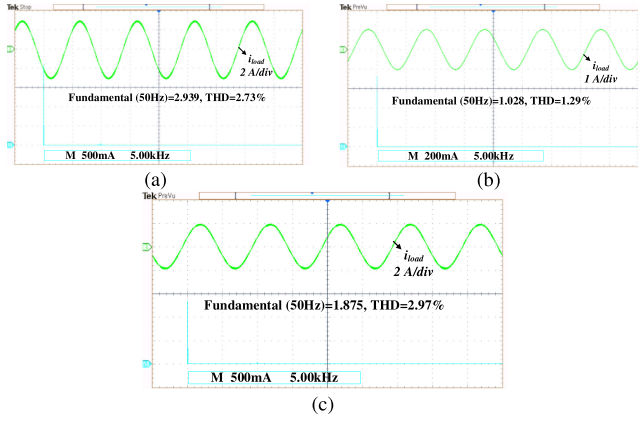 Tek Stop
i_load
2 A/div
Fundamental (50Hz)=2.939, THD=2.73%
M 500mA 5.00kHz
(a)
Tek PreVu
i_load
1 A/div
Fundamental (50Hz)=1.028, THD=1.29%
M 200mA 5.00kHz
(b)
Tek PreVu
i_load
2 A/div
Fundamental (50Hz)=1.875, THD=2.97%
M 500mA 5.00kHz
(c)